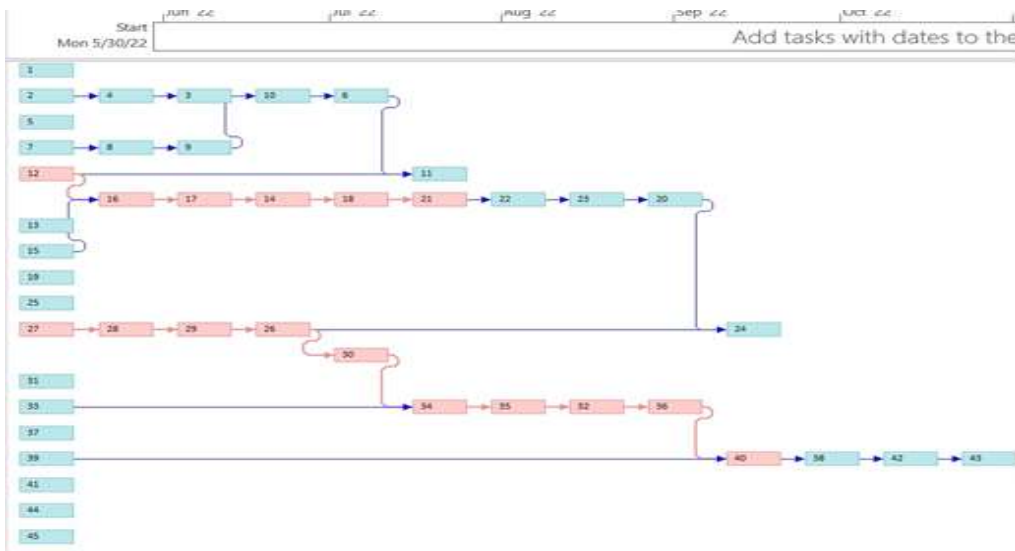 Jun 22 Jul 22 Aug 22 Sep 22 Oct 22
Start
Mon 5/30/22
Add tasks with dates to the
1
2 4 3 10 6
5
7 8 9
12 11
16 17 14 18 21 22 23 20
13
15
19
25
27 28 29 26 24
30
31
33 34 35 32 36
37
39 40 38 42 43
41
44
45